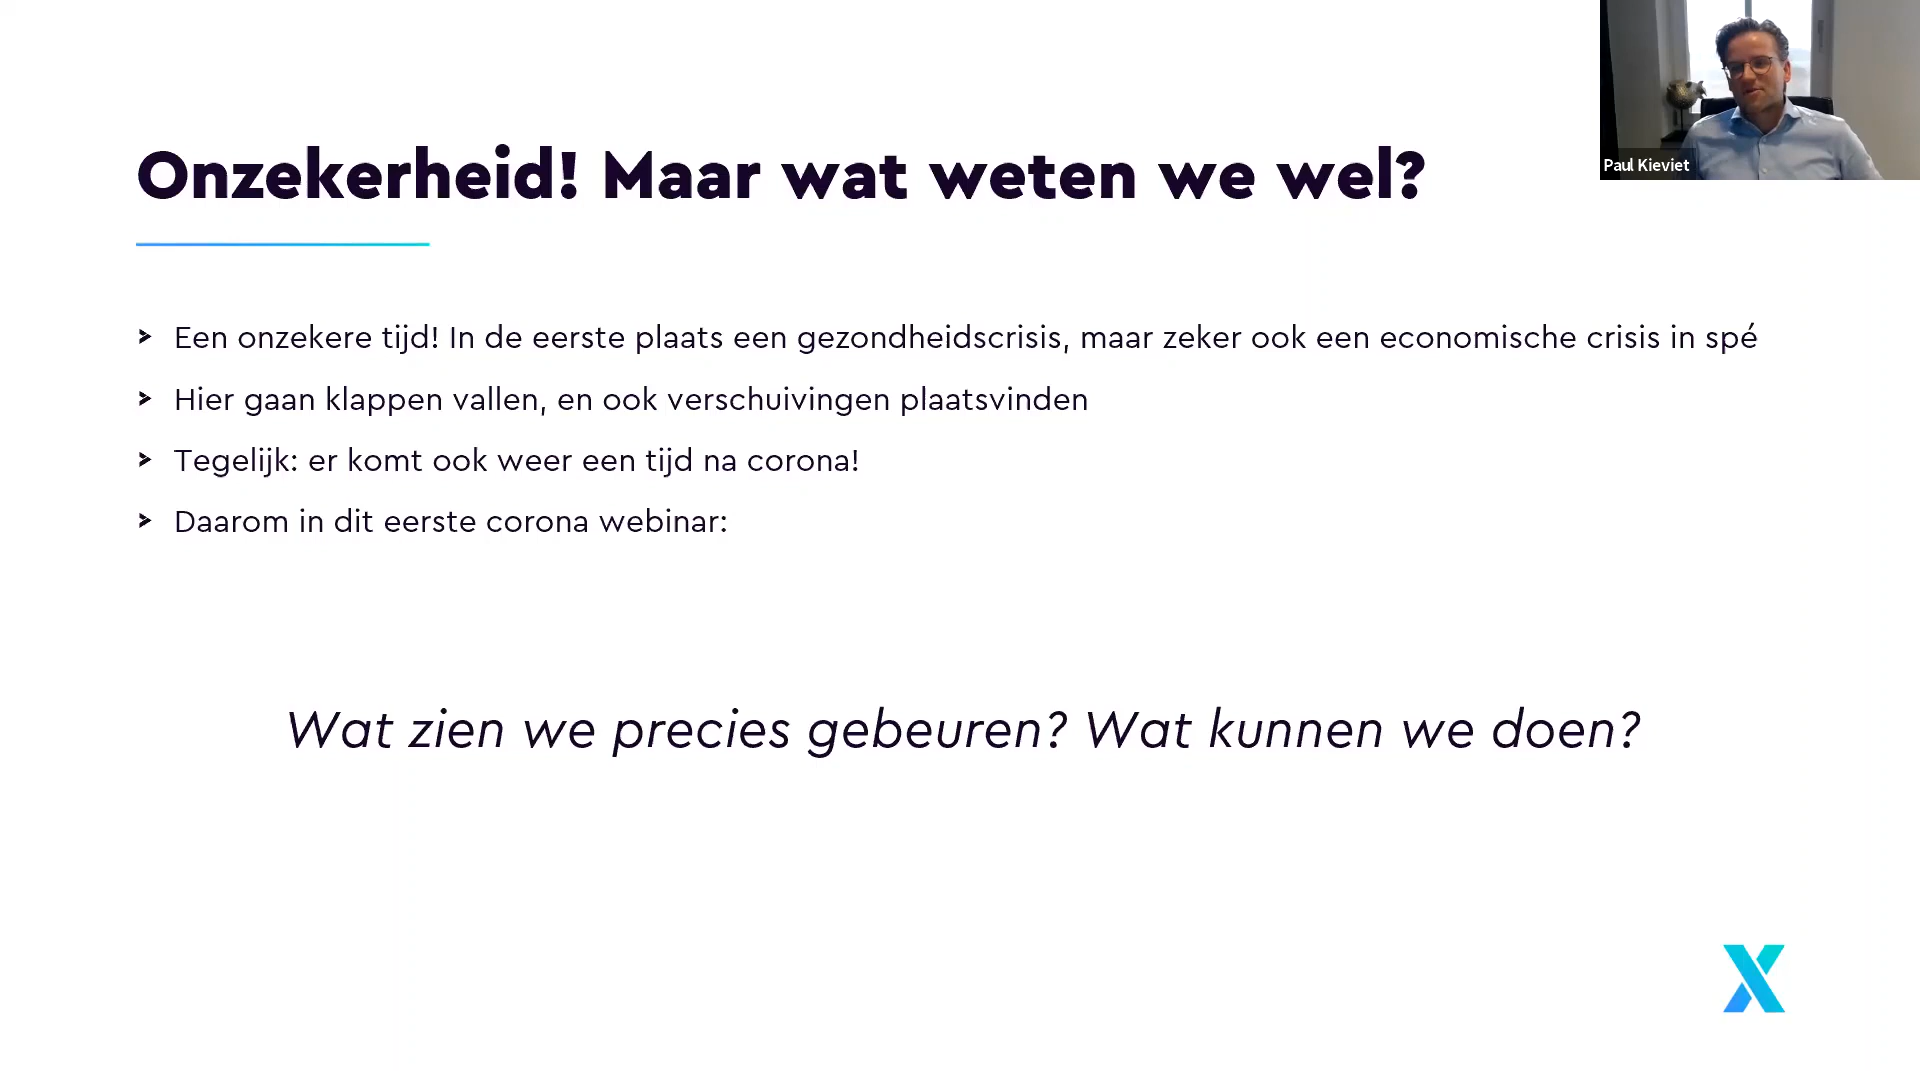 Onzekerheid! Maar wat weten we wel?
Paul Kieviet
Een onzekere tijd! In de eerste plaats een gezondheidscrisis, maar zeker ook een economische crisis in spé
Hier gaan klappen vallen, en ook verschuivingen plaatsvinden
Tegelijk: er komt ook weer een tijd na corona!
Daarom in dit eerste corona webinar:
Wat zien we precies gebeuren? Wat kunnen we doen?